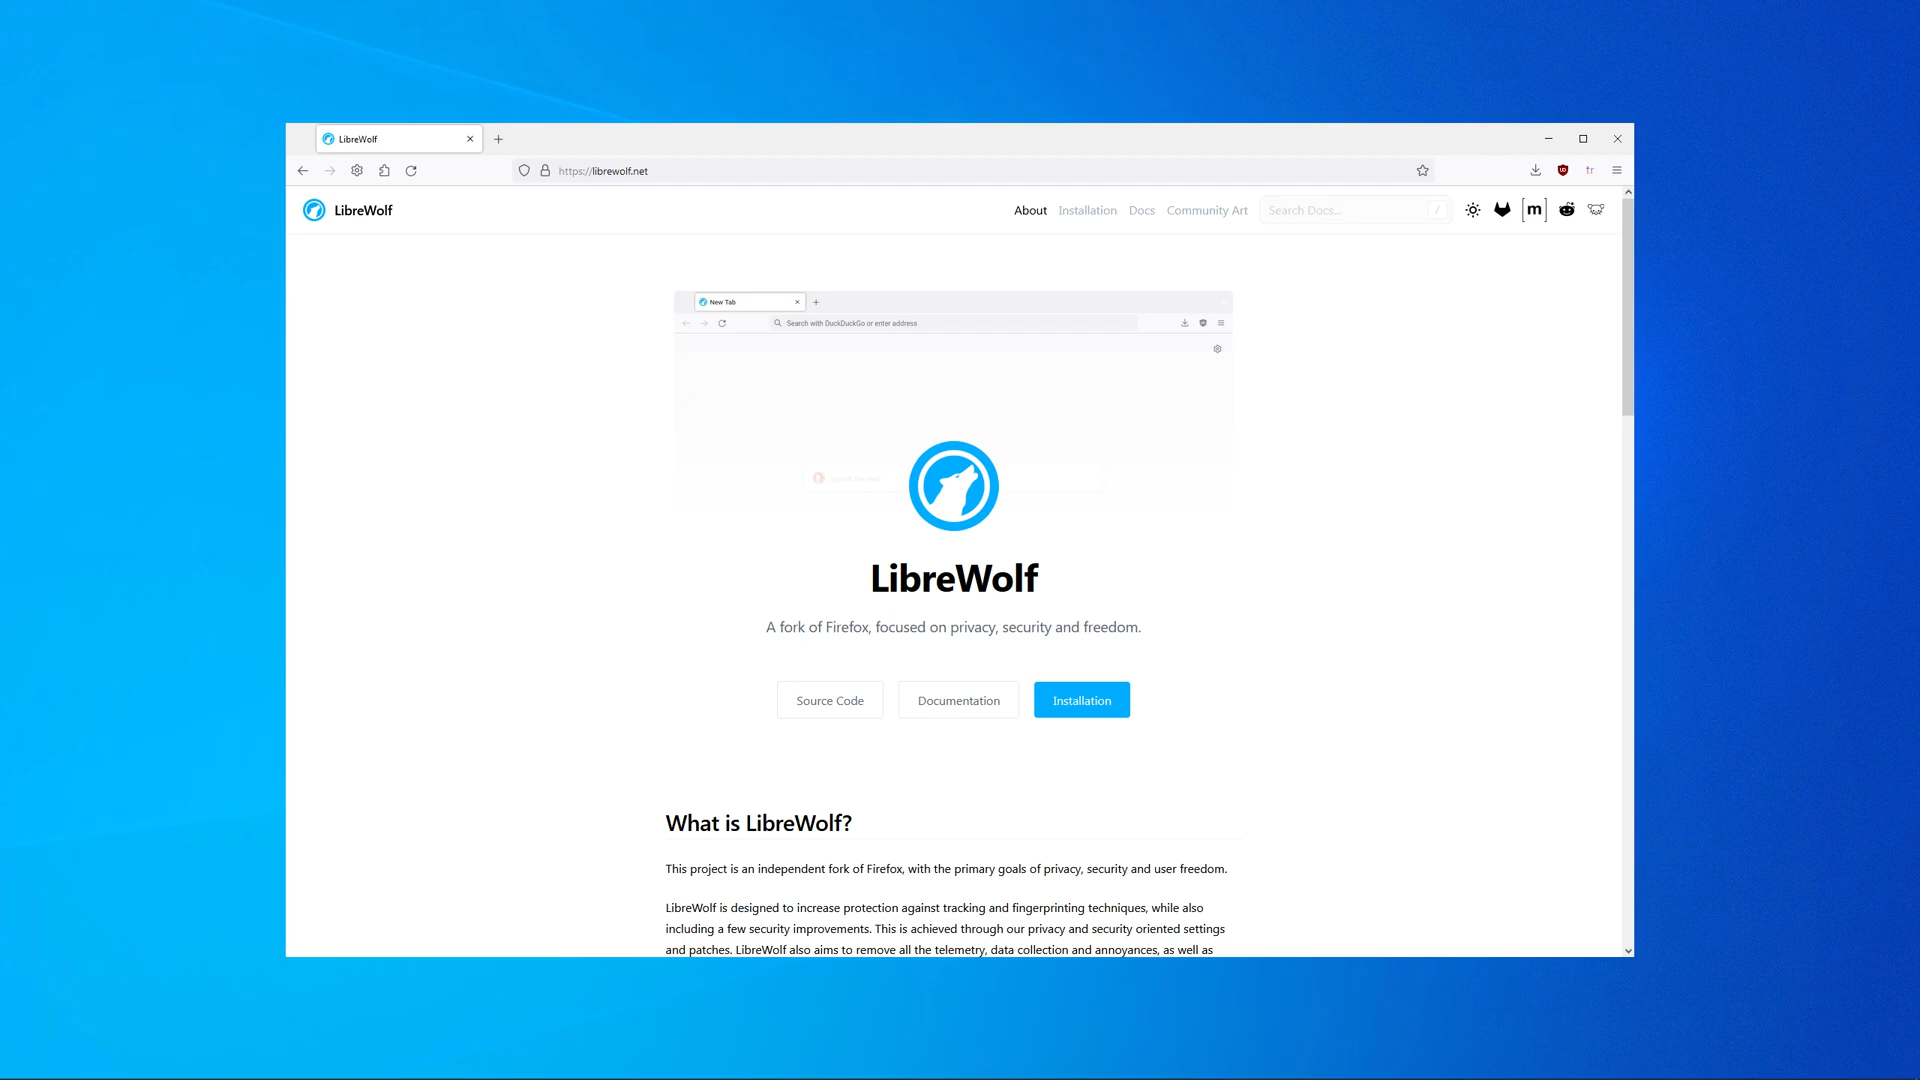 LibreWolf
https://librewolf.net
LibreWolf
About Installation Docs Community Art Search Docs... /
[m]
New Tab
Search with DuckDuckGo or enter address
LibreWolf
A fork of Firefox, focused on privacy, security and freedom.
Source Code Documentation Installation
What is LibreWolf?
This project is an independent fork of Firefox, with the primary goals of privacy, security and user freedom.
LibreWolf is designed to increase protection against tracking and fingerprinting techniques, while also
including a few security improvements. This is achieved through our privacy and security oriented settings
and patches. LibreWolf also aims to remove all the telemetry, data collection and annoyances, as well as